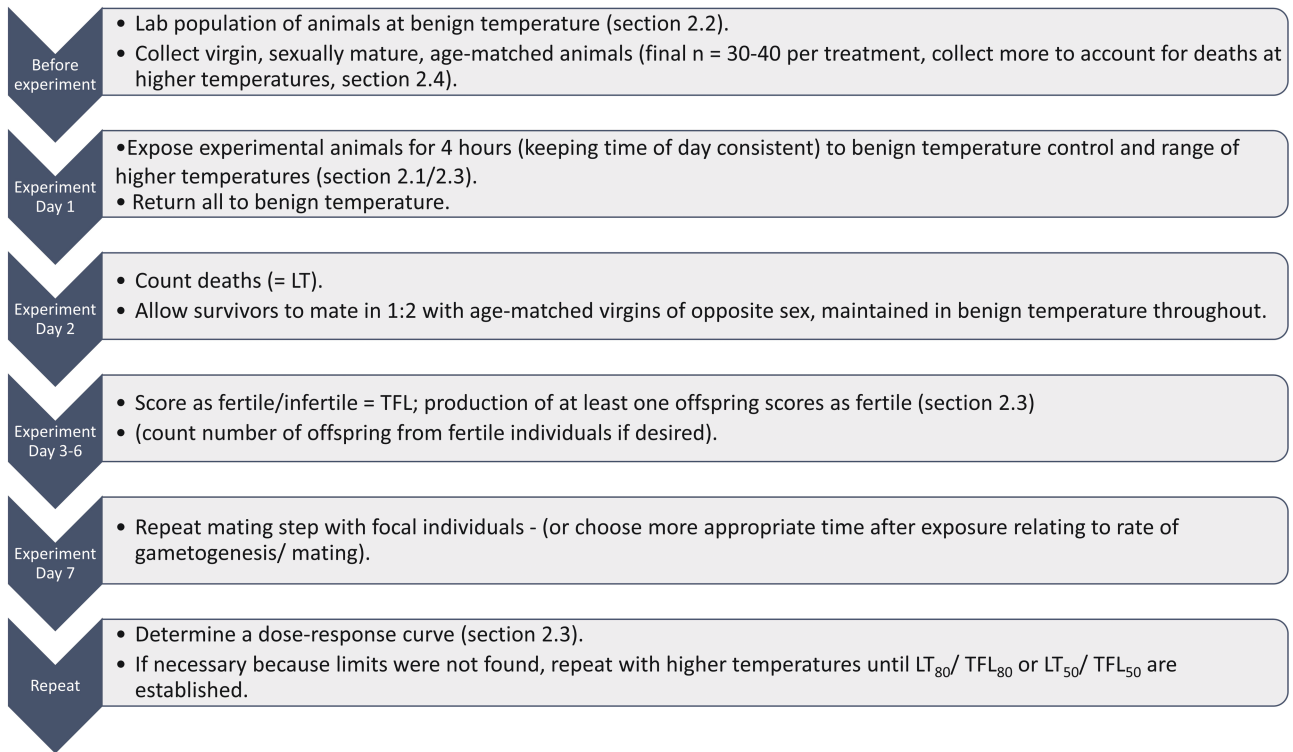 Before
experiment
• Lab population of animals at benign temperature (section 2.2).
• Collect virgin, sexually mature, age-matched animals (final n = 30-40 per treatment, collect more to account for deaths at
higher temperatures, section 2.4).
Experiment
Day 1
•Expose experimental animals for 4 hours (keeping time of day consistent) to benign temperature control and range of
higher temperatures (section 2.1/2.3).
• Return all to benign temperature.
Experiment
Day 2
• Count deaths (= LT).
• Allow survivors to mate in 1:2 with age-matched virgins of opposite sex, maintained in benign temperature throughout.
Experiment
Day 3-6
• Score as fertile/infertile = TFL; production of at least one offspring scores as fertile (section 2.3)
• (count number of offspring from fertile individuals if desired).
Experiment
Day 7
• Repeat mating step with focal individuals - (or choose more appropriate time after exposure relating to rate of
gametogenesis/ mating).
Repeat
• Determine a dose-response curve (section 2.3).
• If necessary because limits were not found, repeat with higher temperatures until LT80/ TFL80 or LT50/ TFL50 are
established.